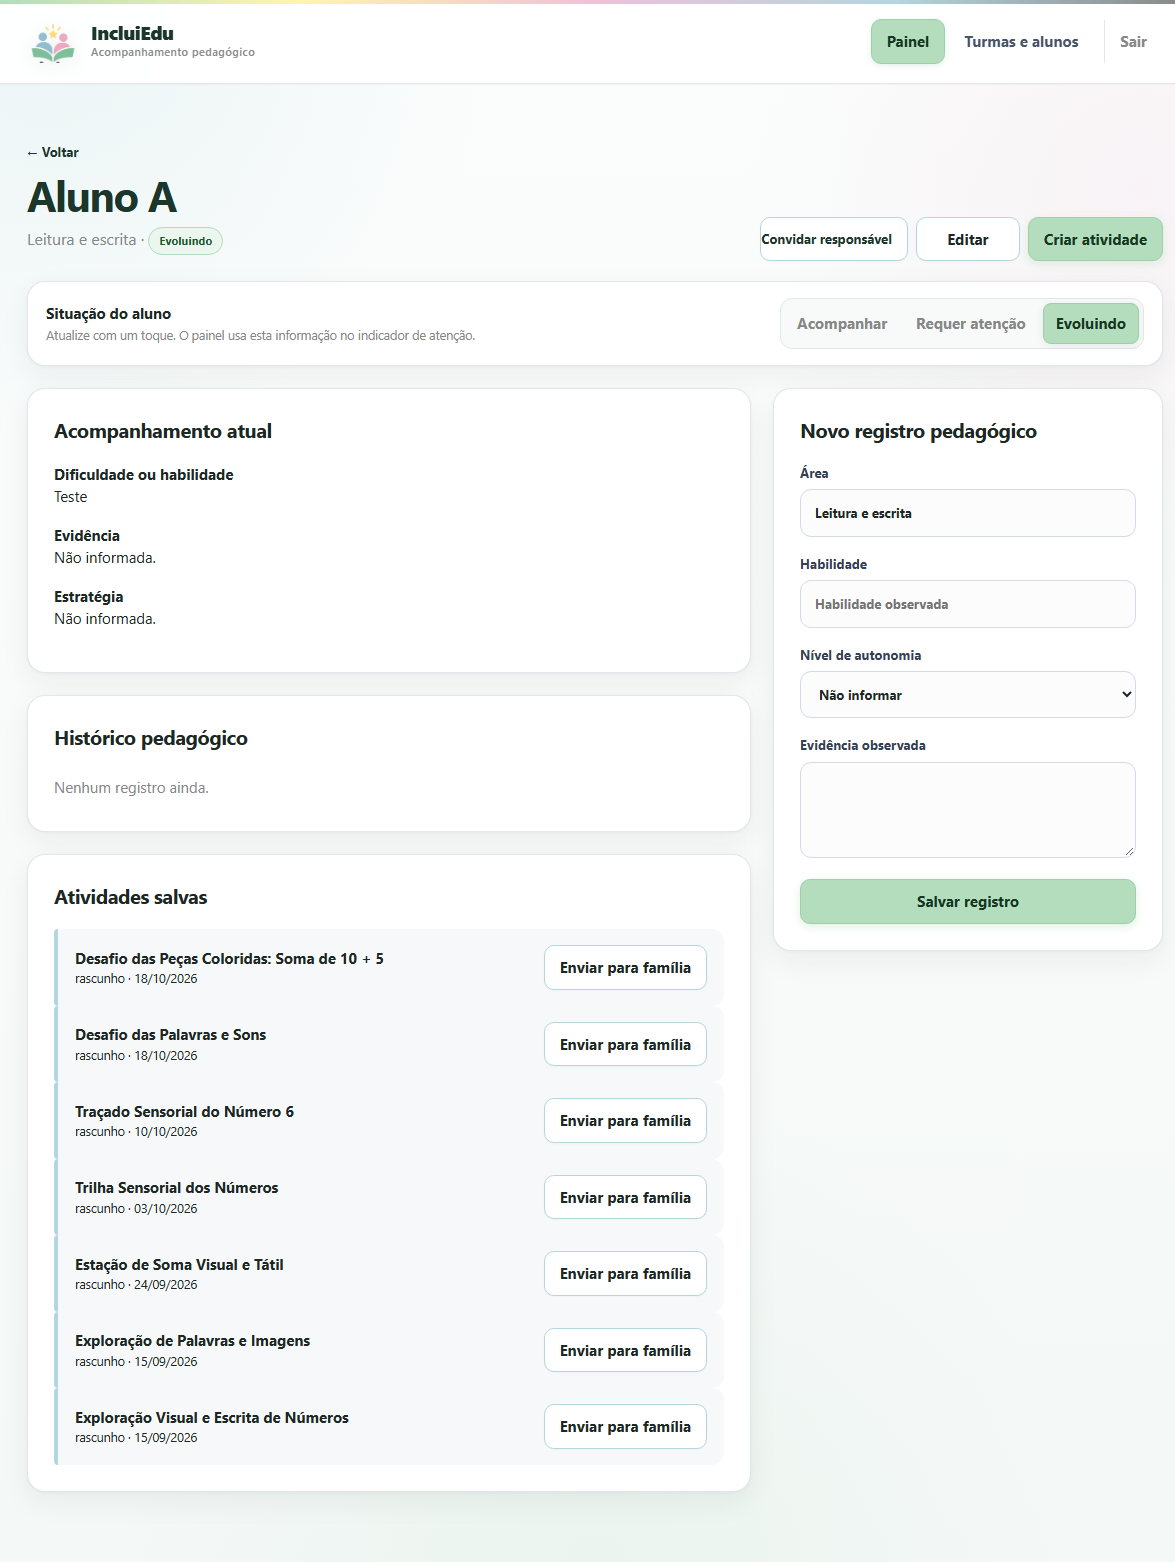 IncluiEdu
Acompanhamento pedagógico
Painel
Turmas e alunos
Sair
← Voltar
Aluno A
Leitura e escrita · Evoluindo
Convidar responsável
Editar
Criar atividade
Situação do aluno
Atualize com um toque. O painel usa esta informação no indicador de atenção.
Acompanhar
Requer atenção
Evoluindo
Acompanhamento atual
Dificuldade ou habilidade
Teste
Evidência
Não informada.
Estratégia
Não informada.
Histórico pedagógico
Nenhum registro ainda.
Atividades salvas
Desafio das Peças Coloridas: Soma de 10 + 5
rascunho · 18/10/2026
Enviar para família
Desafio das Palavras e Sons
rascunho · 18/10/2026
Enviar para família
Traçado Sensorial do Número 6
rascunho · 10/10/2026
Enviar para família
Trilha Sensorial dos Números
rascunho · 03/10/2026
Enviar para família
Estação de Soma Visual e Tátil
rascunho · 24/09/2026
Enviar para família
Exploração de Palavras e Imagens
rascunho · 15/09/2026
Enviar para família
Exploração Visual e Escrita de Números
rascunho · 15/09/2026
Enviar para família
Novo registro pedagógico
Área
Leitura e escrita
Habilidade
Habilidade observada
Nível de autonomia
Não informar
Evidência observada
Salvar registro